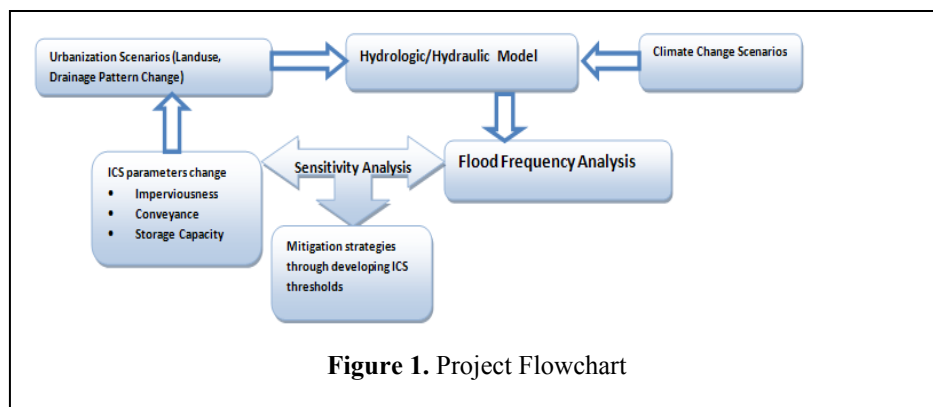 Urbanization Scenarios (Landuse,
Drainage Pattern Change)
Hydrologic/Hydraulic Model
Climate Change Scenarios
ICS parameters change
• Imperviousness
• Conveyance
• Storage Capacity
Sensitivity Analysis
Flood Frequency Analysis
Mitigation strategies
through developing ICS
thresholds
Figure 1. Project Flowchart